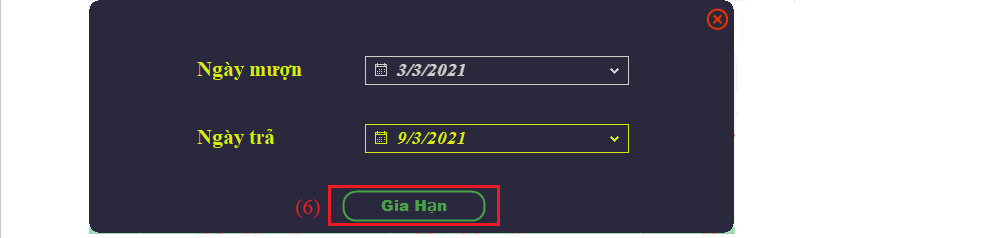 Ngày mượn 3/3/2021
Ngày trả 9/3/2021
(6) Gia Hạn